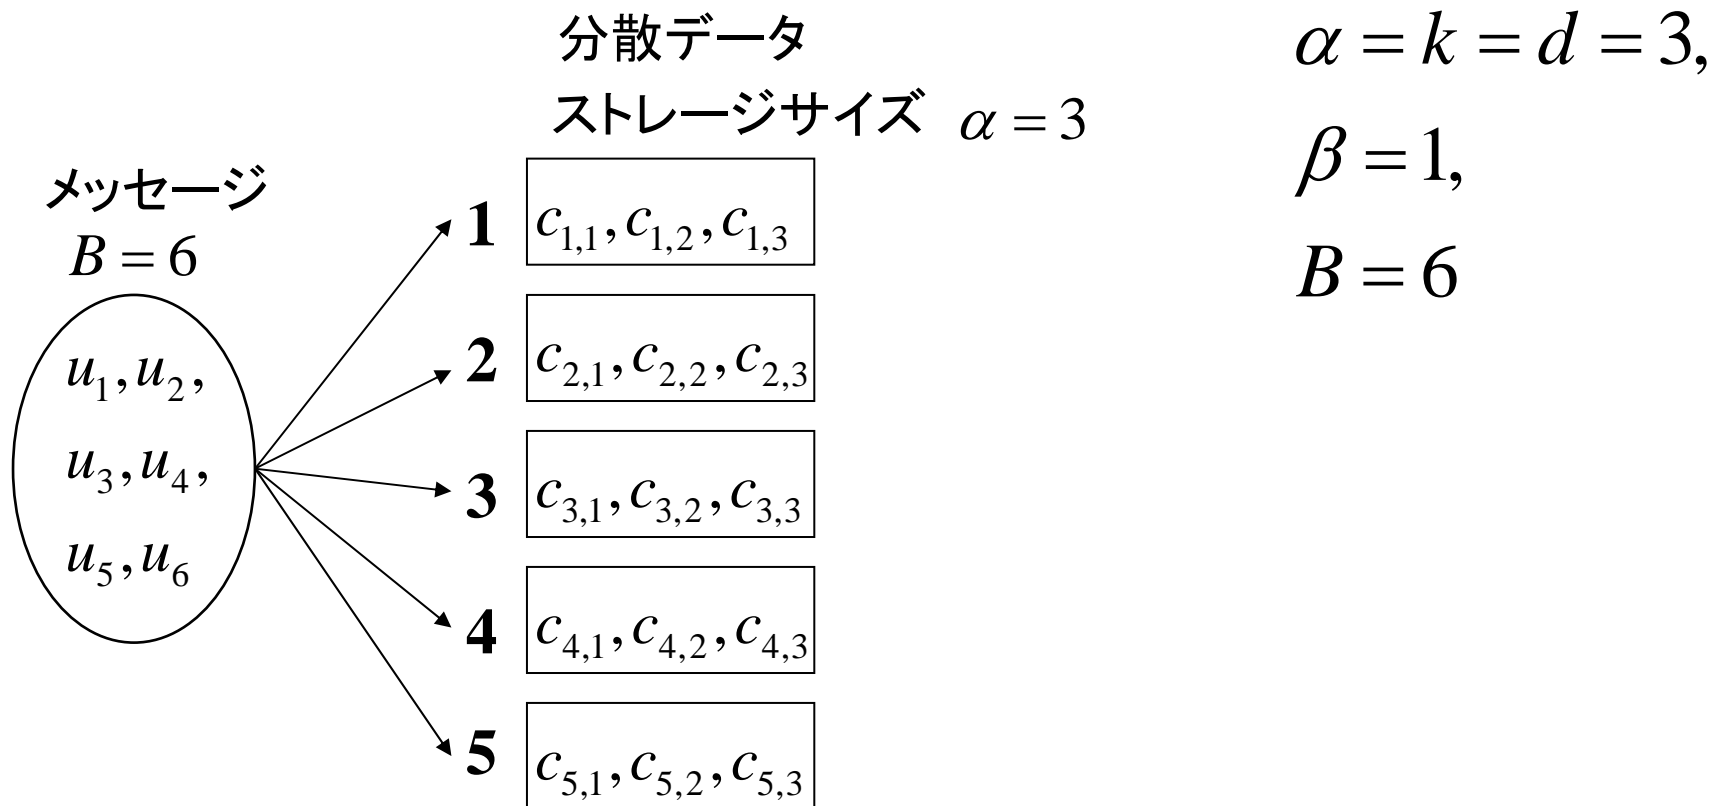 分散データ
ストレージサイズ α = 3
メッセージ
B = 6
u₁, u₂,
u₃, u₄,
u₅, u₆
1 c₁,₁, c₁,₂, c₁,₃
2 c₂,₁, c₂,₂, c₂,₃
3 c₃,₁, c₃,₂, c₃,₃
4 c₄,₁, c₄,₂, c₄,₃
5 c₅,₁, c₅,₂, c₅,₃
α = k = d = 3,
β = 1,
B = 6